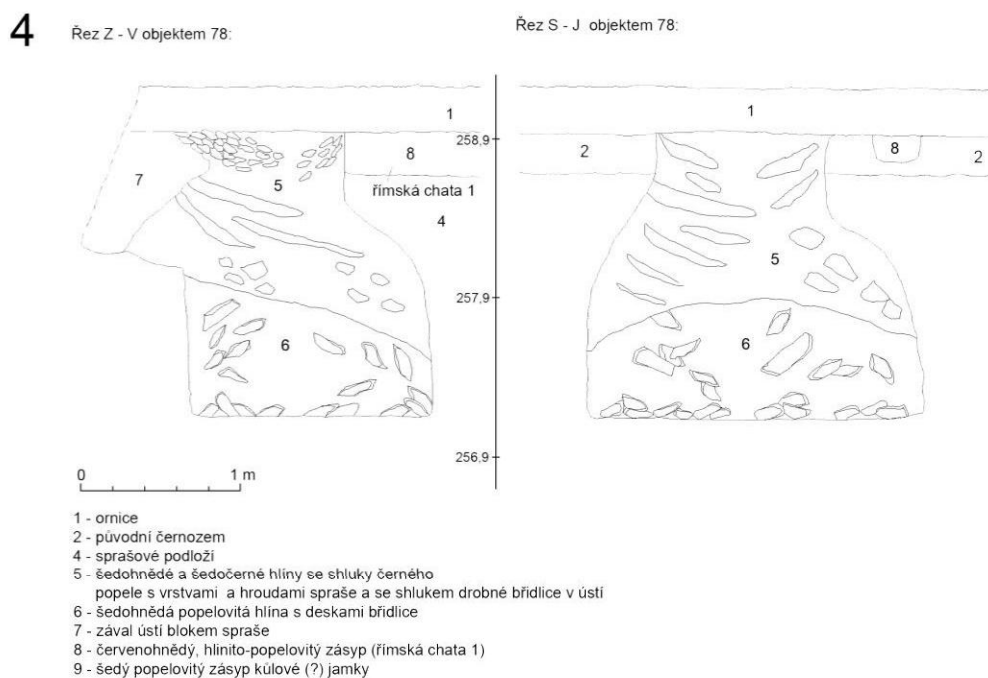 4
Řez Z - V objektem 78:
Řez S - J objektem 78:
1
1
258,9
8
2
8
2
7
5
římská chata 1
4
5
257,9
6
6
256,9
0
1 m
1 - ornice
2 - původní černozem
4 - sprašové podloží
5 - šedohnědé a šedočerné hlíny se shluky černého
popele s vrstvami a hroudami spraše a se shlukem drobné břidlice v ústí
6 - šedohnědá popelovitá hlína s deskami břidlice
7 - zával ústí blokem spraše
8 - červenohnědý, hlinito-popelovitý zásyp (římská chata 1)
9 - šedý popelovitý zásyp kůlové (?) jamky